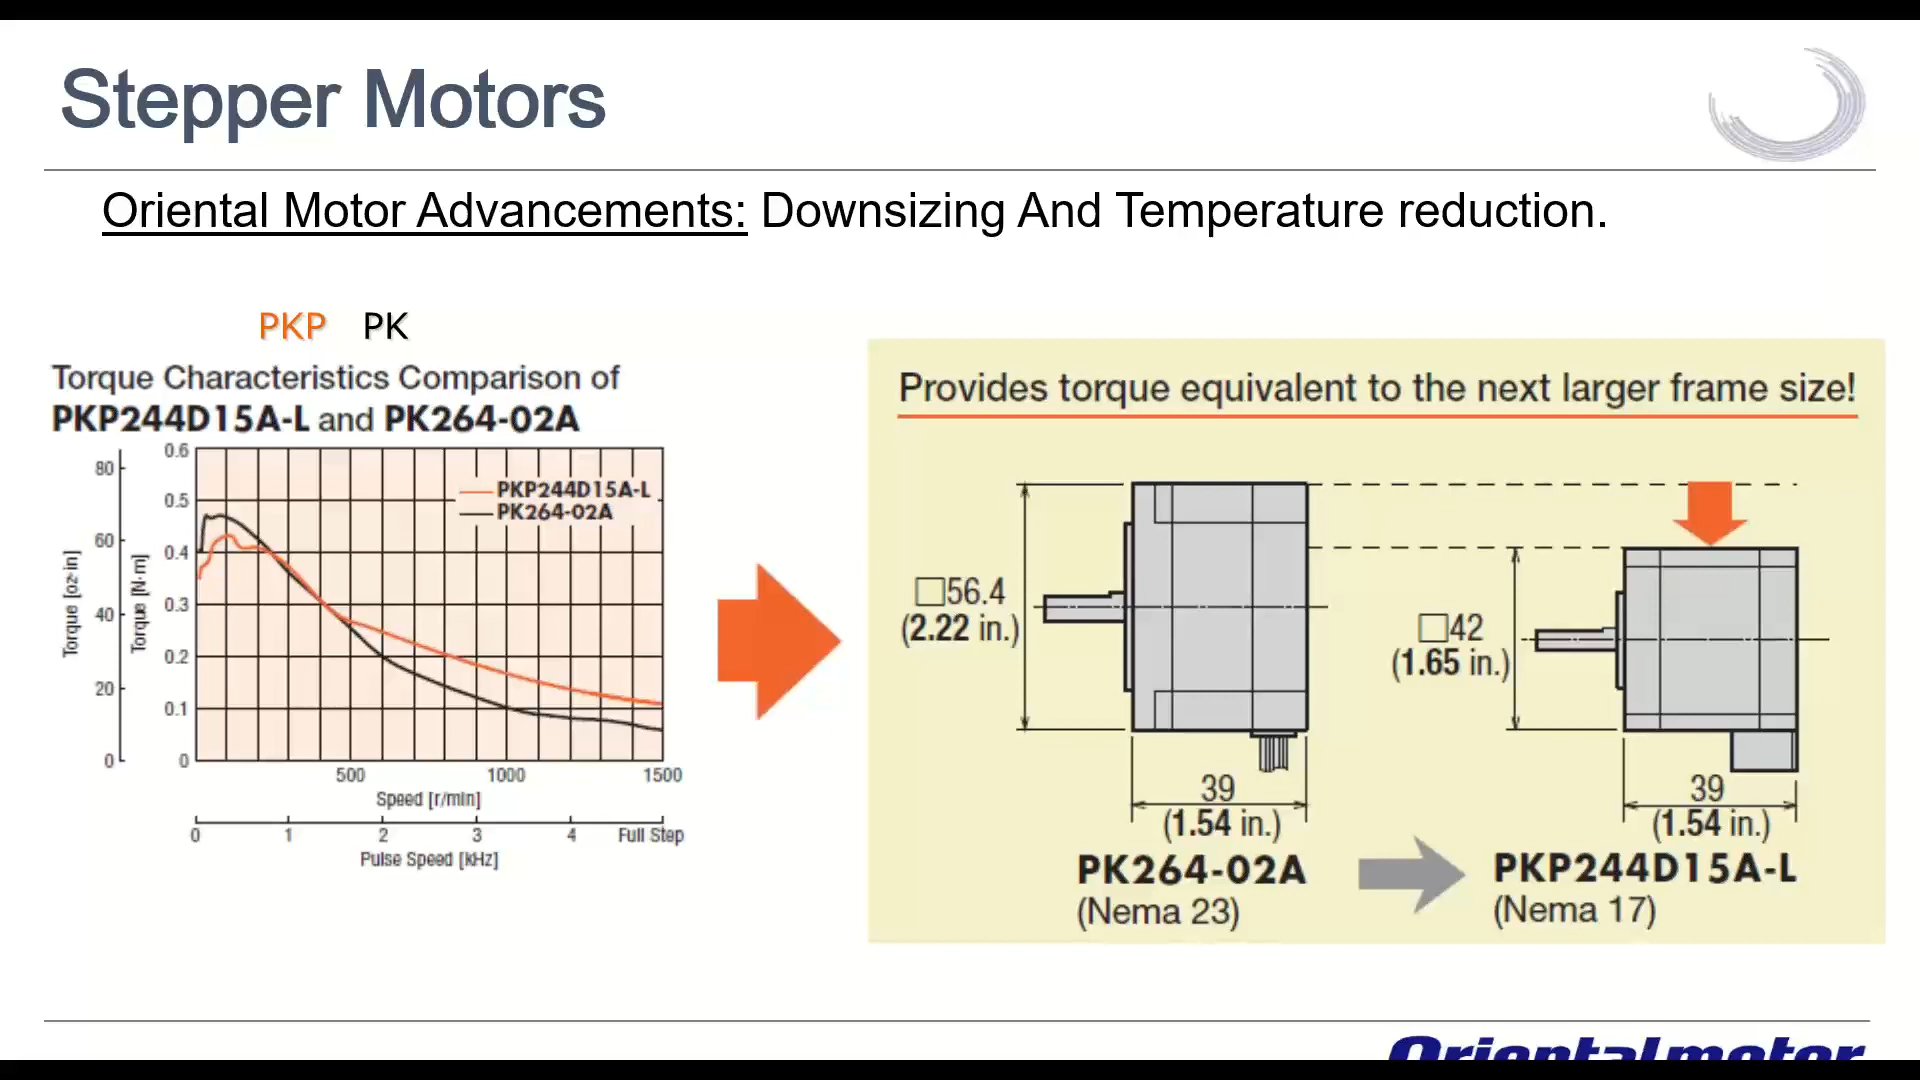 Stepper Motors
Oriental Motor Advancements: Downsizing And Temperature reduction.
PKP PK
Torque Characteristics Comparison of
PKP244D15A-L and PK264-02A
Torque [oz·in]
80
60
40
20
0
Torque [N·m]
0.6
0.5
0.4
0.3
0.2
0.1
0
PKP244D15A-L
PK264-02A
500 1000 1500
Speed [r/min]
0 1 2 3 4 Full Step
Pulse Speed [kHz]
Provides torque equivalent to the next larger frame size!
□56.4
(2.22 in.)
39
(1.54 in.)
PK264-02A
(Nema 23)
□42
(1.65 in.)
39
(1.54 in.)
PKP244D15A-L
(Nema 17)
Orientalmotor